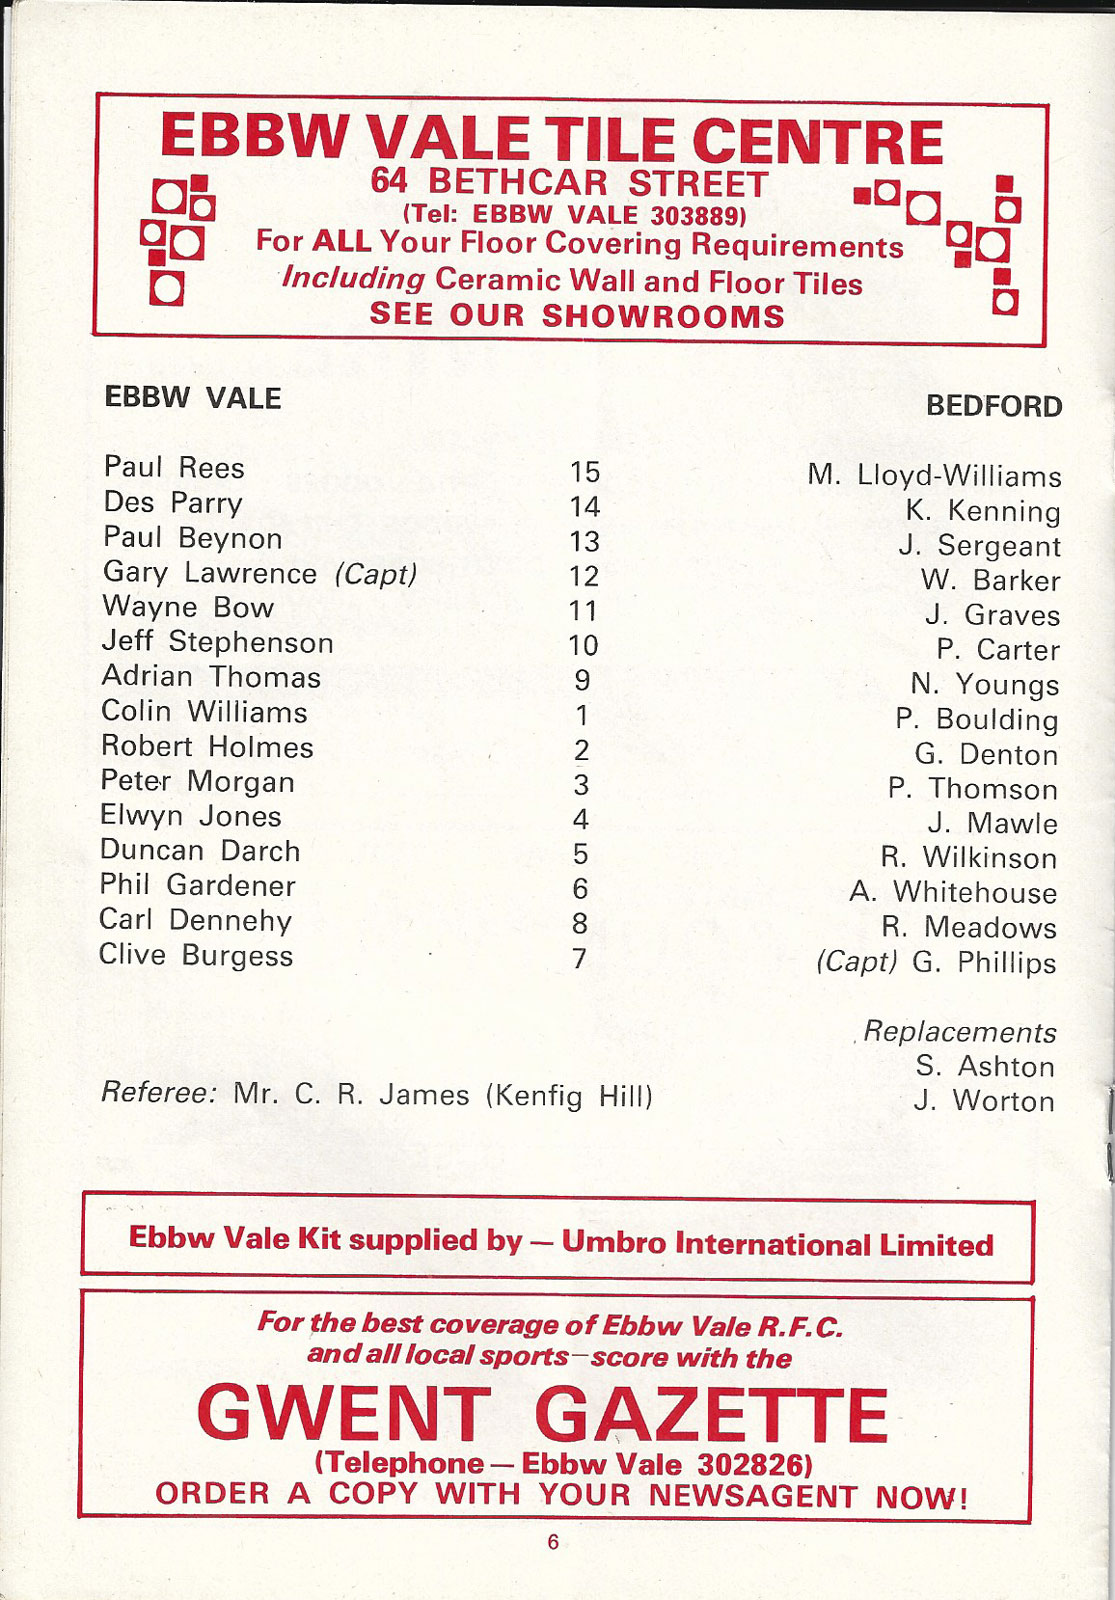 EBBW VALE TILE CENTRE
64 BETHCAR STREET
(Tel: EBBW VALE 303889)
For ALL Your Floor Covering Requirements
Including Ceramic Wall and Floor Tiles
SEE OUR SHOWROOMS
EBBW VALE BEDFORD
Paul Rees 15 M. Lloyd-Williams
Des Parry 14 K. Kenning
Paul Beynon 13 J. Sergeant
Gary Lawrence (Capt) 12 W. Barker
Wayne Bow 11 J. Graves
Jeff Stephenson 10 P. Carter
Adrian Thomas 9 N. Youngs
Colin Williams 1 P. Boulding
Robert Holmes 2 G. Denton
Peter Morgan 3 P. Thomson
Elwyn Jones 4 J. Mawle
Duncan Darch 5 R. Wilkinson
Phil Gardener 6 A. Whitehouse
Carl Dennehy 8 R. Meadows
Clive Burgess 7 (Capt) G. Phillips
Replacements
S. Ashton
Referee: Mr. C. R. James (Kenfig Hill) J. Worton
Ebbw Vale Kit supplied by — Umbro International Limited
For the best coverage of Ebbw Vale R.F.C.
and all local sports—score with the
GWENT GAZETTE
(Telephone — Ebbw Vale 302826)
ORDER A COPY WITH YOUR NEWSAGENT NOW!
6